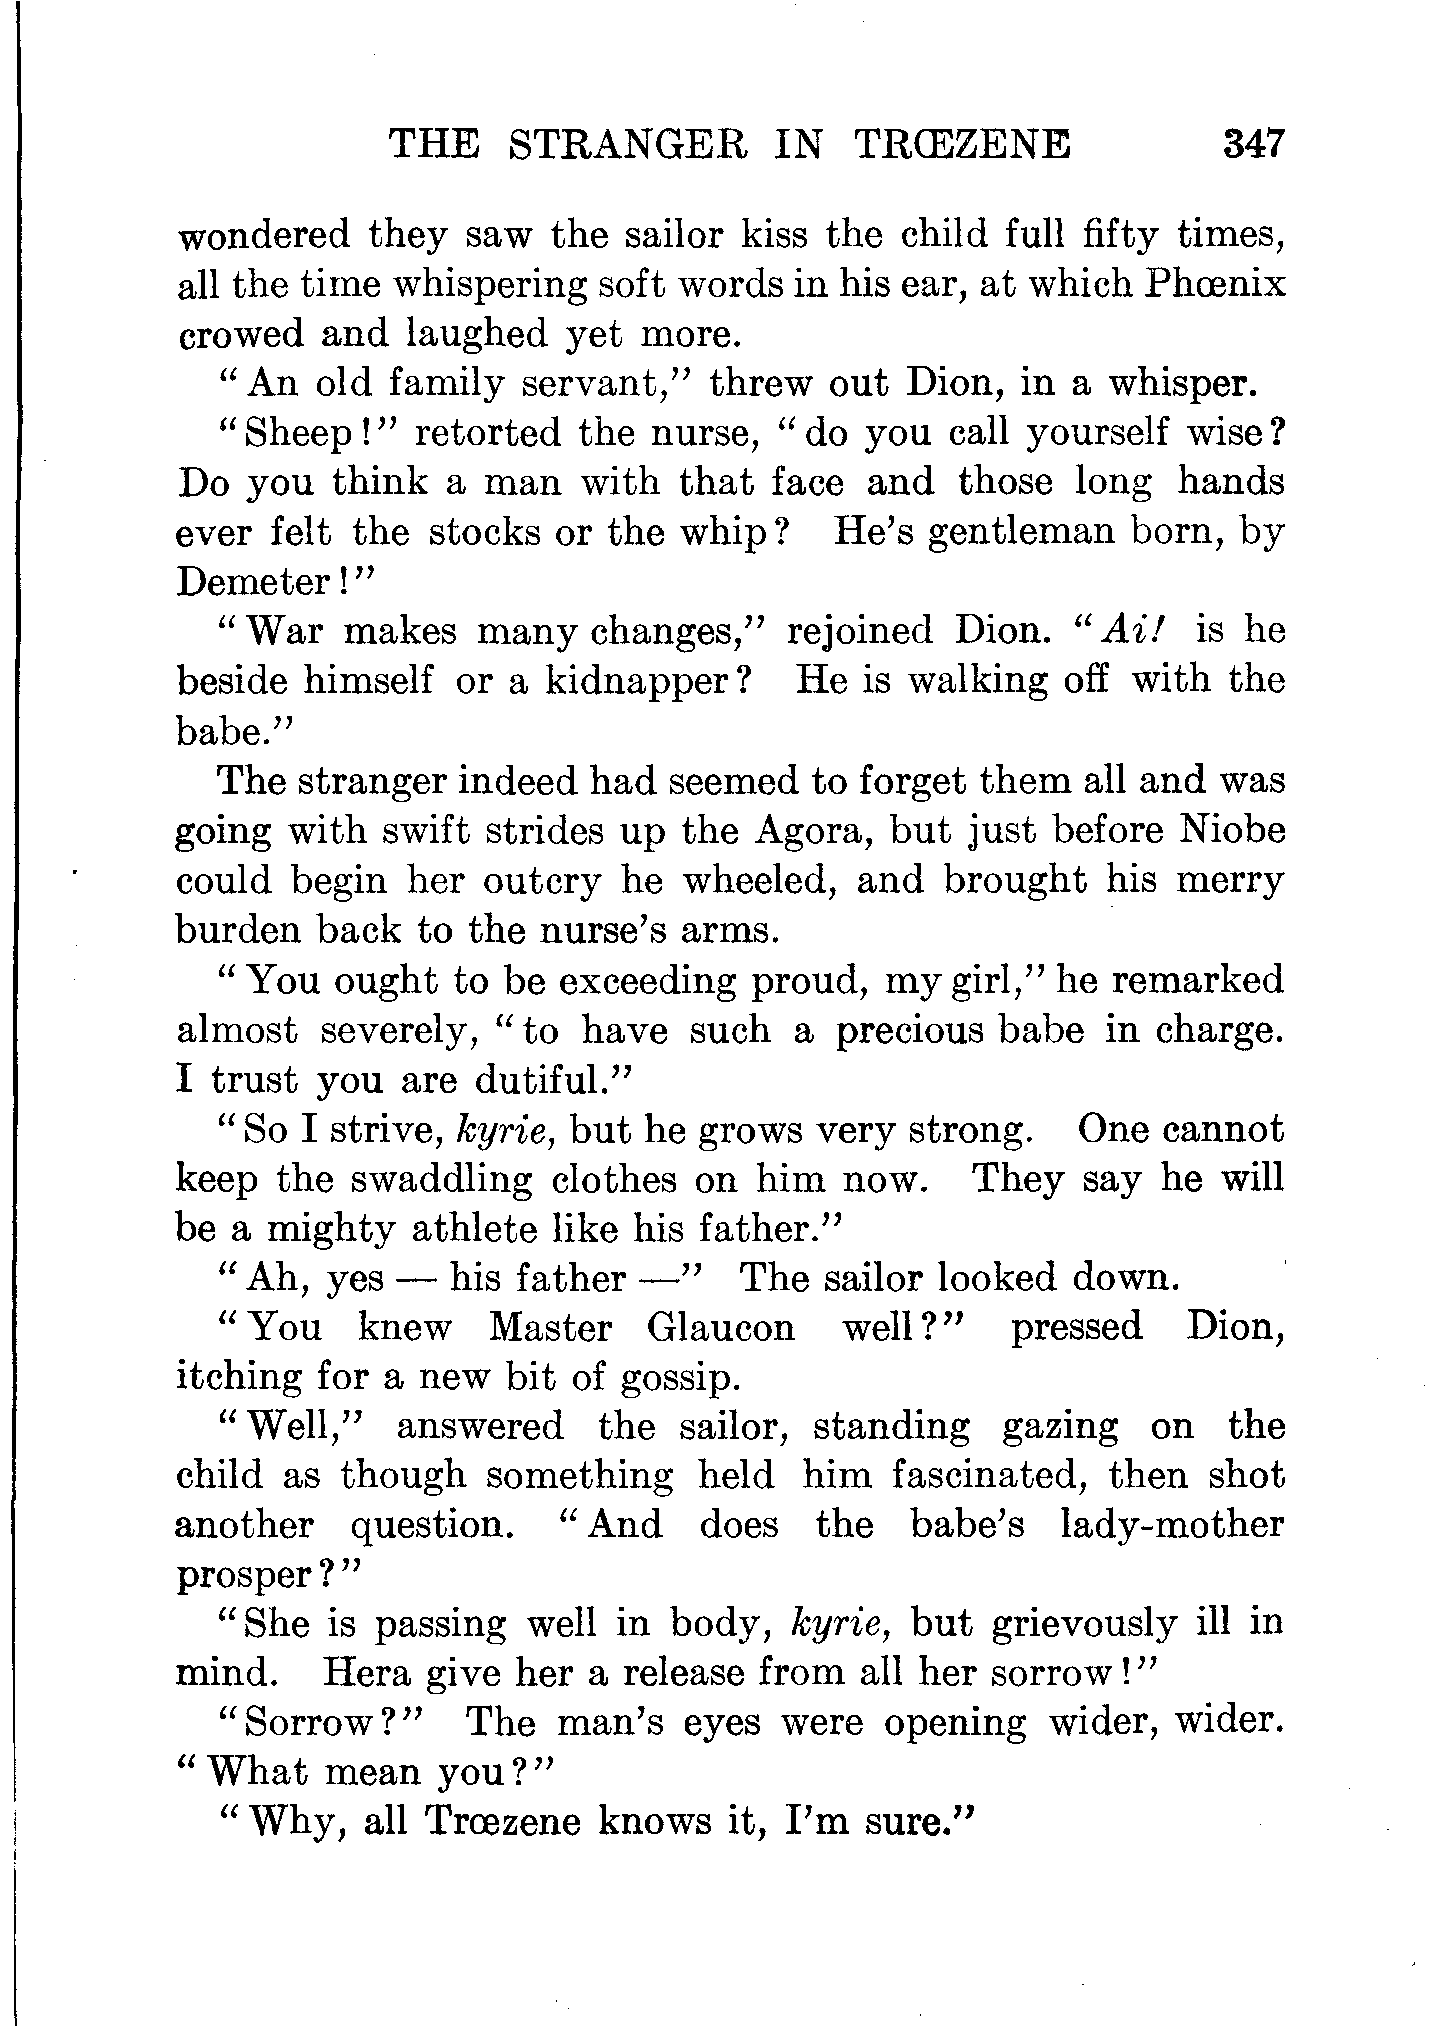 THE STRANGER IN TRŒZENE 347
wondered they saw the sailor kiss the child full fifty times,
all the time whispering soft words in his ear, at which Phœnix
crowed and laughed yet more.
“An old family servant,” threw out Dion, in a whisper.
“Sheep!” retorted the nurse, “do you call yourself wise?
Do you think a man with that face and those long hands
ever felt the stocks or the whip? He’s gentleman born, by
Demeter!”
“War makes many changes,” rejoined Dion. “Ai! is he
beside himself or a kidnapper? He is walking off with the
babe.”
The stranger indeed had seemed to forget them all and was
going with swift strides up the Agora, but just before Niobe
could begin her outcry he wheeled, and brought his merry
burden back to the nurse’s arms.
“You ought to be exceeding proud, my girl,” he remarked
almost severely, “to have such a precious babe in charge.
I trust you are dutiful.”
“So I strive, kyrie, but he grows very strong. One cannot
keep the swaddling clothes on him now. They say he will
be a mighty athlete like his father.”
“Ah, yes — his father —” The sailor looked down.
“You knew Master Glaucon well?” pressed Dion,
itching for a new bit of gossip.
“Well,” answered the sailor, standing gazing on the
child as though something held him fascinated, then shot
another question. “And does the babe’s lady-mother
prosper?”
“She is passing well in body, kyrie, but grievously ill in
mind. Hera give her a release from all her sorrow!”
“Sorrow?” The man’s eyes were opening wider, wider.
“What mean you?”
“Why, all Trœzene knows it, I’m sure.”